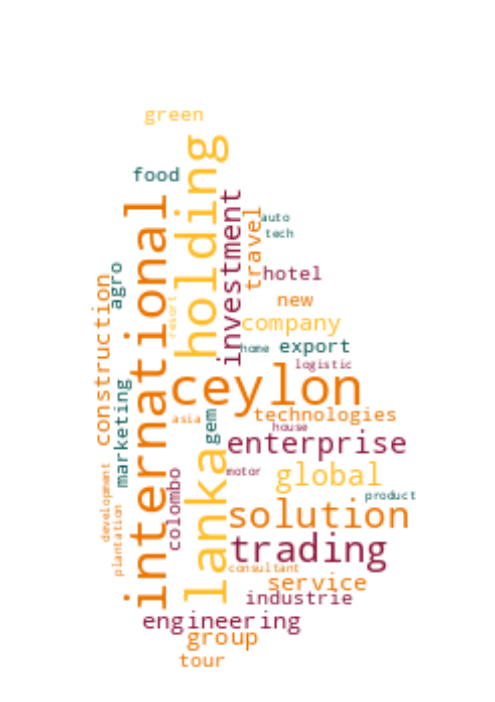 green
holding
food
international
investment
travel
auto
tech
agro
hotel
construction
new
resort
company
home
export
logistic
ceylon
marketing
asia
gem
technologies
house
enterprise
lanka
development
colombo
motor
global
product
plantation
solution
trading
consultant
service
industrie
engineering
group
tour